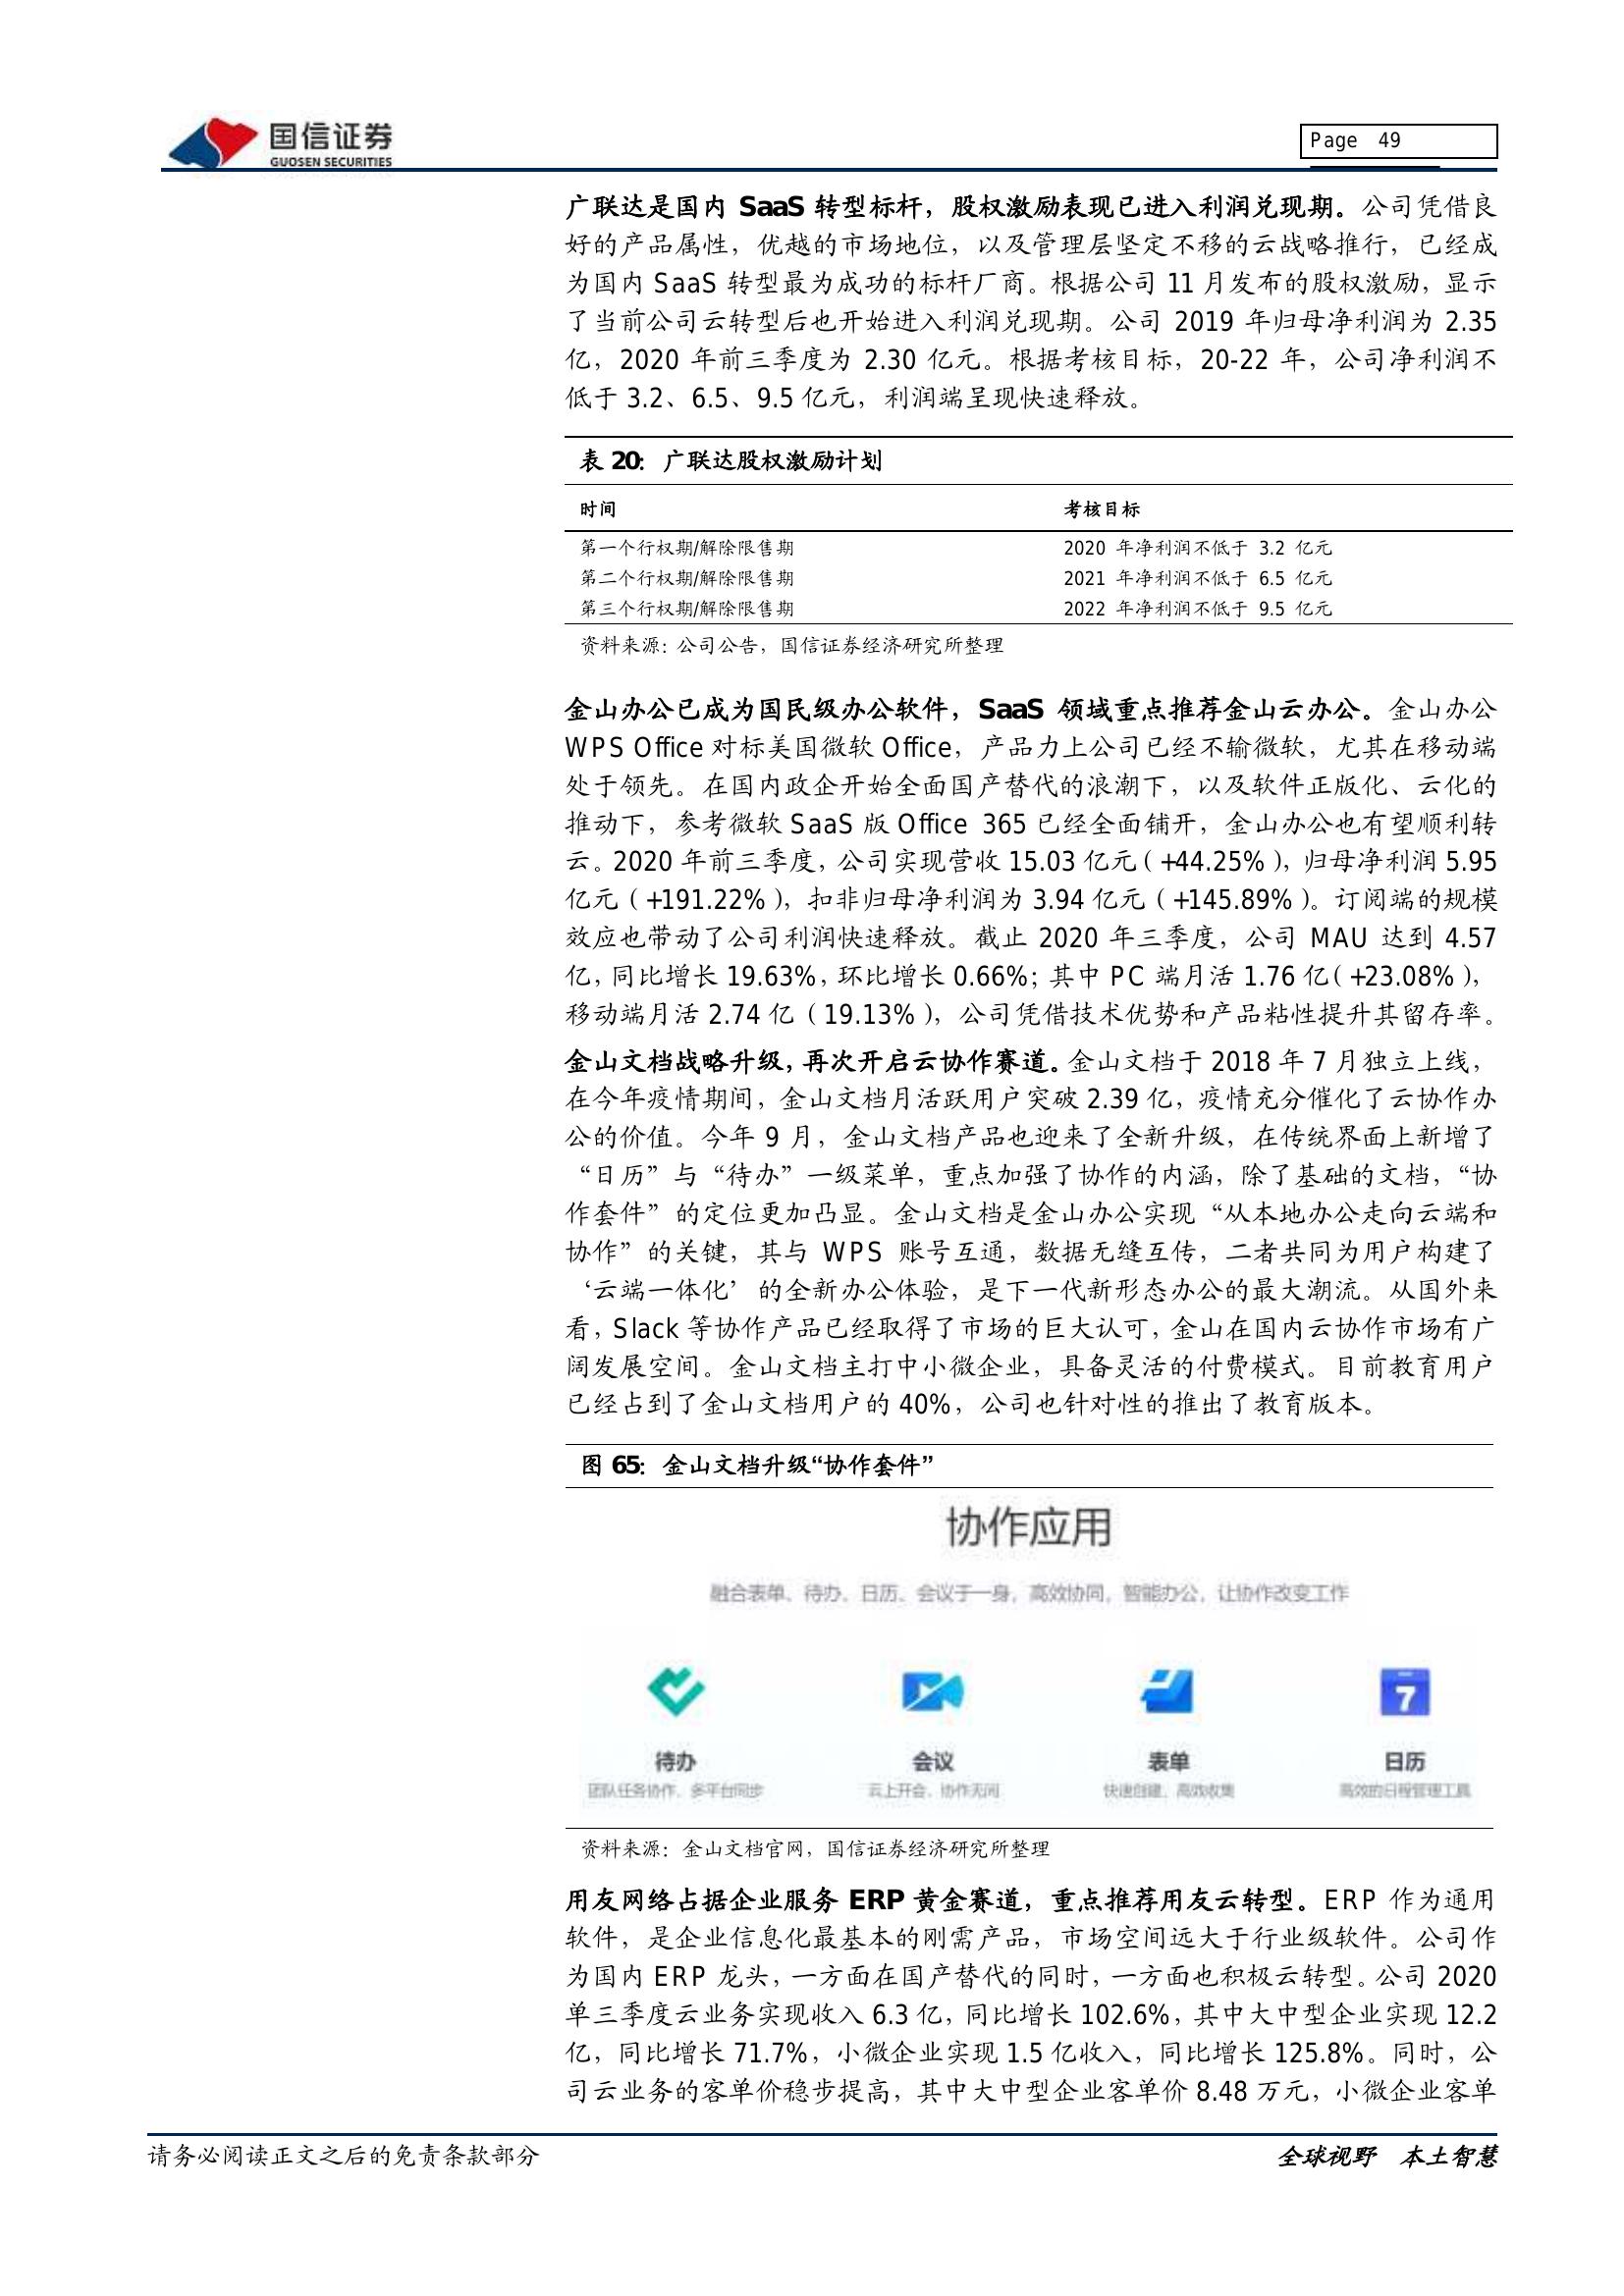 国信证券
GUOSEN SECURITIES
Page 49
广联达是国内 SaaS 转型标杆，股权激励表现已进入利润兑现期。公司凭借良
好的产品属性，优越的市场地位，以及管理层坚定不移的云战略推行，已经成
为国内 SaaS 转型最为成功的标杆厂商。根据公司 11 月发布的股权激励，显示
了当前公司云转型后也开始进入利润兑现期。公司 2019 年归母净利润为 2.35
亿，2020 年前三季度为 2.30 亿元。根据考核目标，20-22 年，公司净利润不
低于 3.2、6.5、9.5 亿元，利润端呈现快速释放。
表 20：广联达股权激励计划
时间 考核目标
第一个行权期/解除限售期 2020 年净利润不低于 3.2 亿元
第二个行权期/解除限售期 2021 年净利润不低于 6.5 亿元
第三个行权期/解除限售期 2022 年净利润不低于 9.5 亿元
资料来源：公司公告，国信证券经济研究所整理
金山办公已成为国民级办公软件，SaaS 领域重点推荐金山云办公。金山办公
WPS Office 对标美国微软 Office，产品力上公司已经不输微软，尤其在移动端
处于领先。在国内政企开始全面国产替代的浪潮下，以及软件正版化、云化的
推动下，参考微软 SaaS 版 Office 365 已经全面铺开，金山办公也有望顺利转
云。2020 年前三季度，公司实现营收 15.03 亿元（+44.25%），归母净利润 5.95
亿元（+191.22%），扣非归母净利润为 3.94 亿元（+145.89%）。订阅端的规模
效应也带动了公司利润快速释放。截止 2020 年三季度，公司 MAU 达到 4.57
亿，同比增长 19.63%，环比增长 0.66%；其中 PC 端月活 1.76 亿（+23.08%），
移动端月活 2.74 亿（19.13%），公司凭借技术优势和产品粘性提升其留存率。
金山文档战略升级，再次开启云协作赛道。金山文档于 2018 年 7 月独立上线，
在今年疫情期间，金山文档月活跃用户突破 2.39 亿，疫情充分催化了云协作办
公的价值。今年 9 月，金山文档产品也迎来了全新升级，在传统界面上新增了
“日历”与“待办”一级菜单，重点加强了协作的内涵，除了基础的文档，“协
作套件”的定位更加凸显。金山文档是金山办公实现“从本地办公走向云端和
协作”的关键，其与 WPS 账号互通，数据无缝互传，二者共同为用户构建了
‘云端一体化’的全新办公体验，是下一代新形态办公的最大潮流。从国外来
看，Slack 等协作产品已经取得了市场的巨大认可，金山在国内云协作市场有广
阔发展空间。金山文档主打中小微企业，具备灵活的付费模式。目前教育用户
已经占到了金山文档用户的 40%，公司也针对性的推出了教育版本。
图 65：金山文档升级“协作套件”
协作应用
融合表单、待办、日历、会议于一身，高效协同，智能办公，让协作改变工作
7
待办 会议 表单 日历
团队任务协作、多平台同步 云上开会、协作无间 快速创建、高效收集 高效的日程管理工具
资料来源：金山文档官网，国信证券经济研究所整理
用友网络占据企业服务 ERP 黄金赛道，重点推荐用友云转型。ERP 作为通用
软件，是企业信息化最基本的刚需产品，市场空间远大于行业级软件。公司作
为国内 ERP 龙头，一方面在国产替代的同时，一方面也积极云转型。公司 2020
单三季度云业务实现收入 6.3 亿，同比增长 102.6%，其中大中型企业实现 12.2
亿，同比增长 71.7%，小微企业实现 1.5 亿收入，同比增长 125.8%。同时，公
司云业务的客单价稳步提高，其中大中型企业客单价 8.48 万元，小微企业客单
请务必阅读正文之后的免责条款部分
全球视野 本土智慧